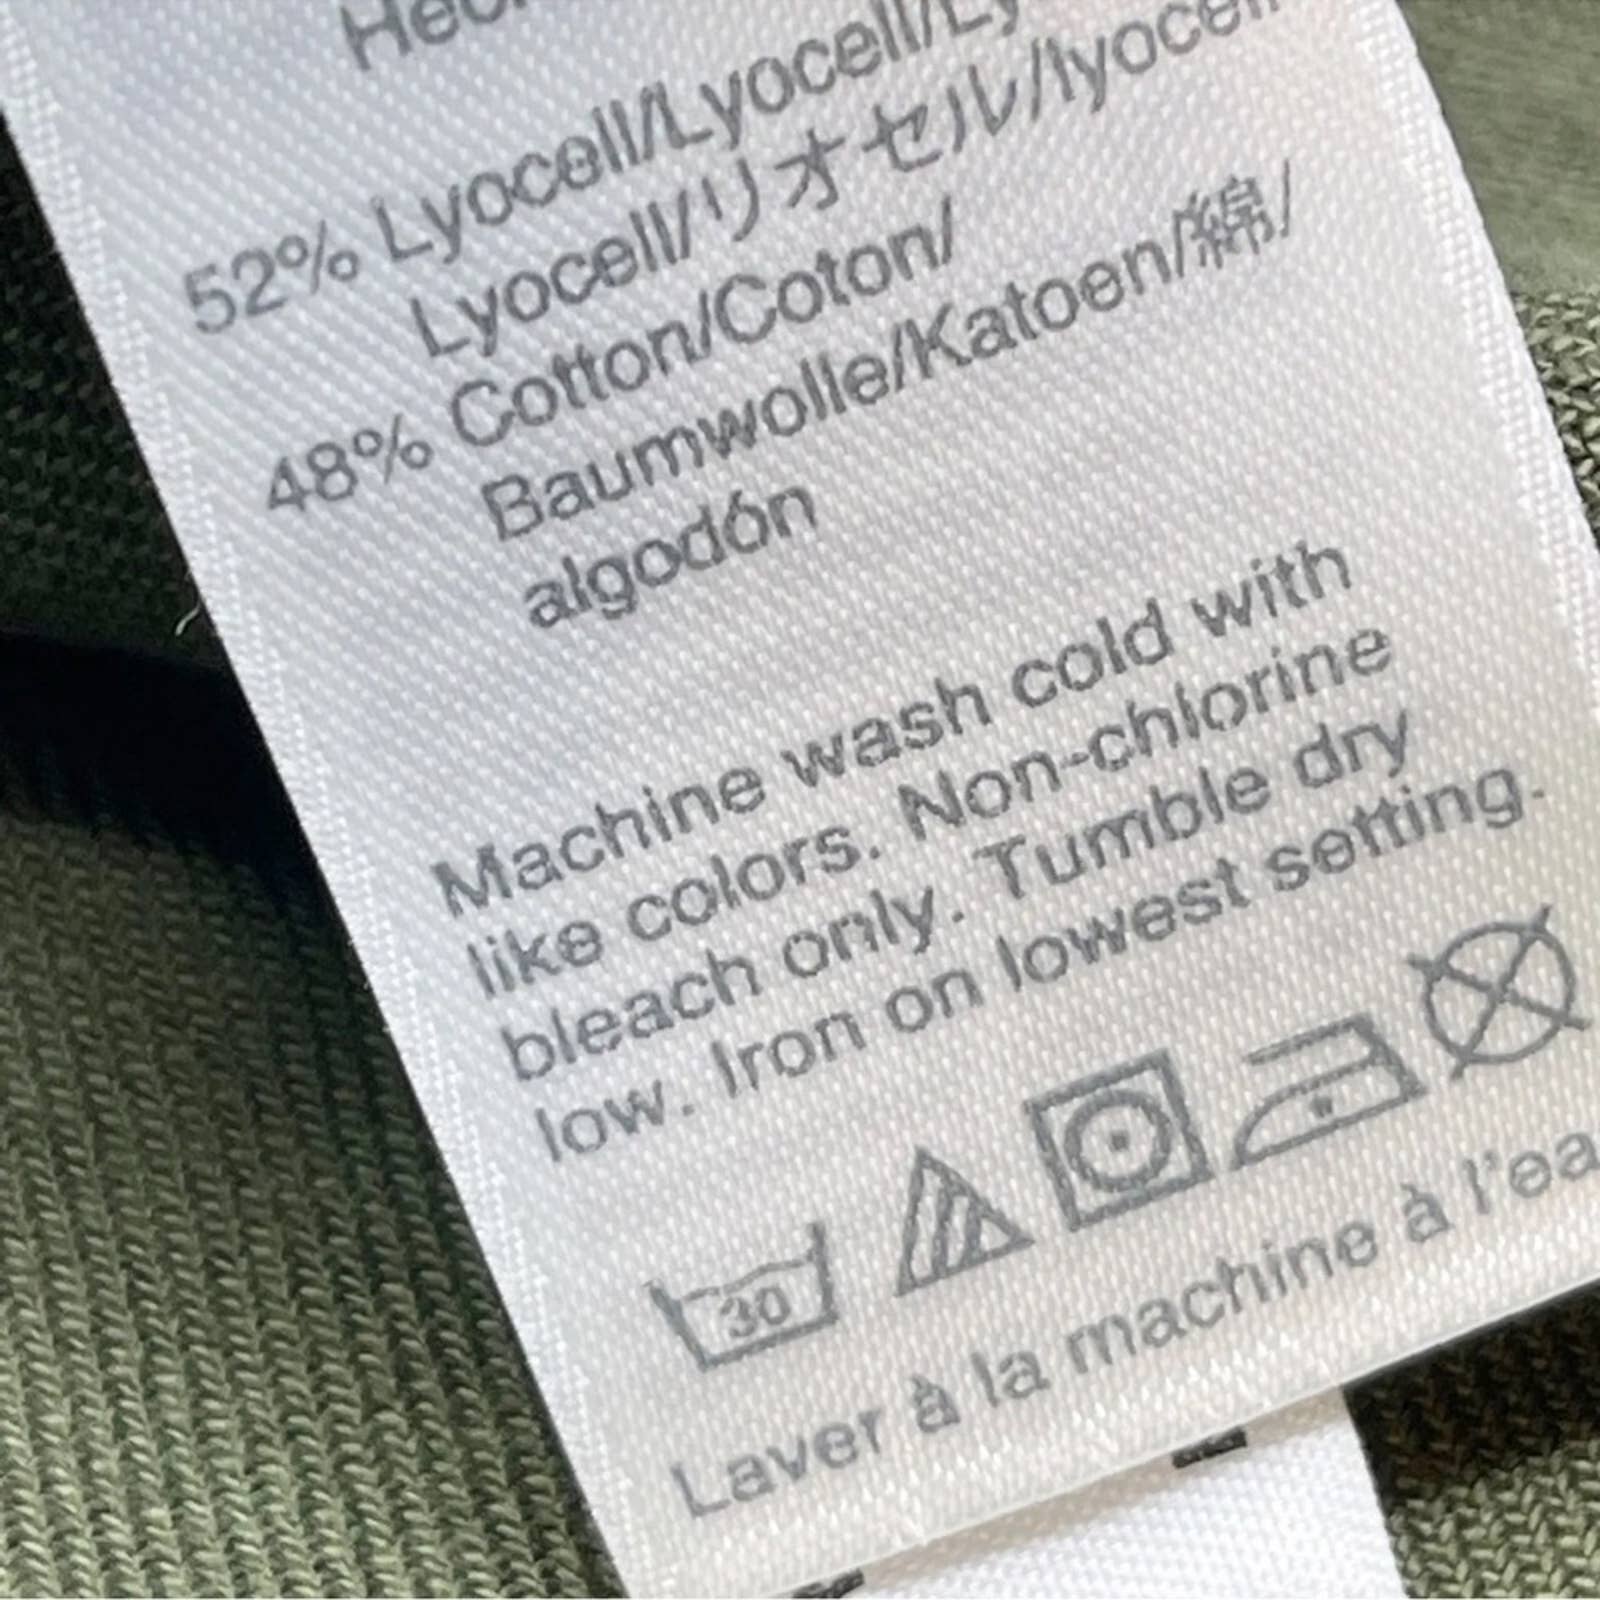 52% Lyocell/Lyocell/
Lyocell/リオセル/lyocell
48% Cotton/Coton/
Baumwolle/Katoen/綿/
algodón
Machine wash cold with
like colors. Non-chlorine
bleach only. Tumble dry
low. Iron on lowest setting.
30
Laver à la machine à l'ea